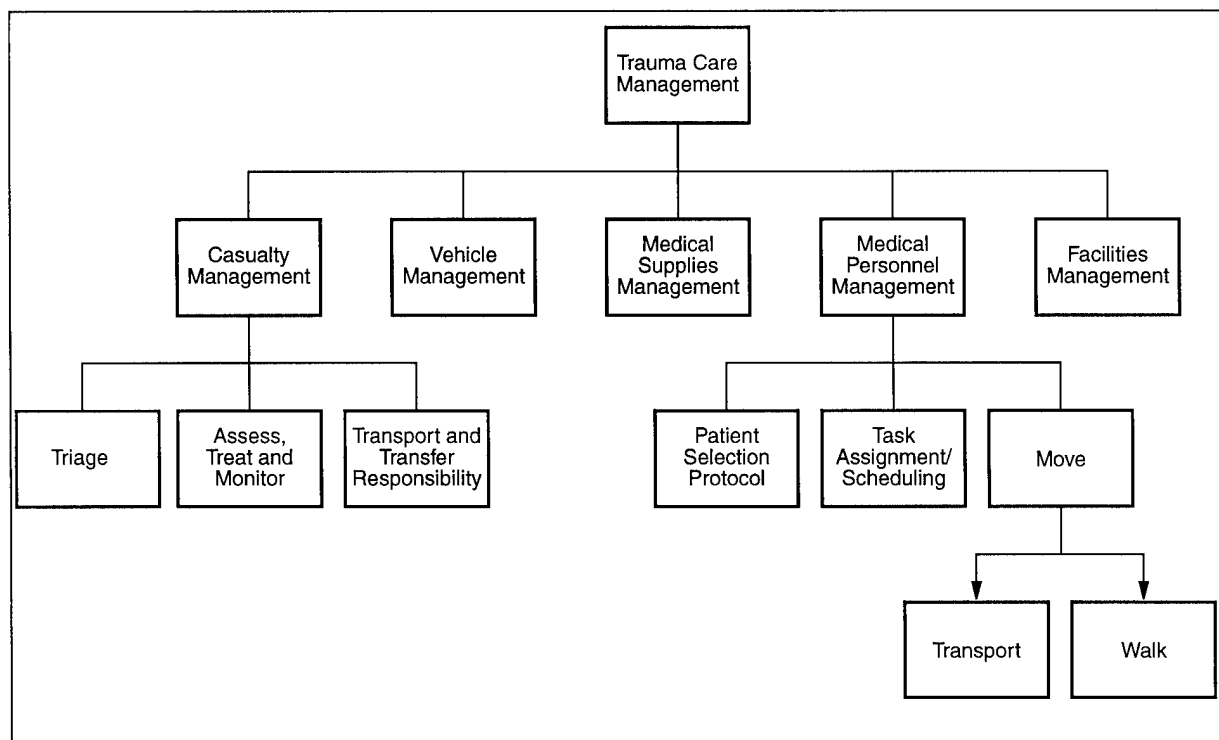 Trauma Care
Management
Casualty
Management
Vehicle
Management
Medical
Supplies
Management
Medical
Personnel
Management
Facilities
Management
Triage
Assess,
Treat and
Monitor
Transport and
Transfer
Responsibility
Patient
Selection
Protocol
Task
Assignment/
Scheduling
Move
Transport
Walk